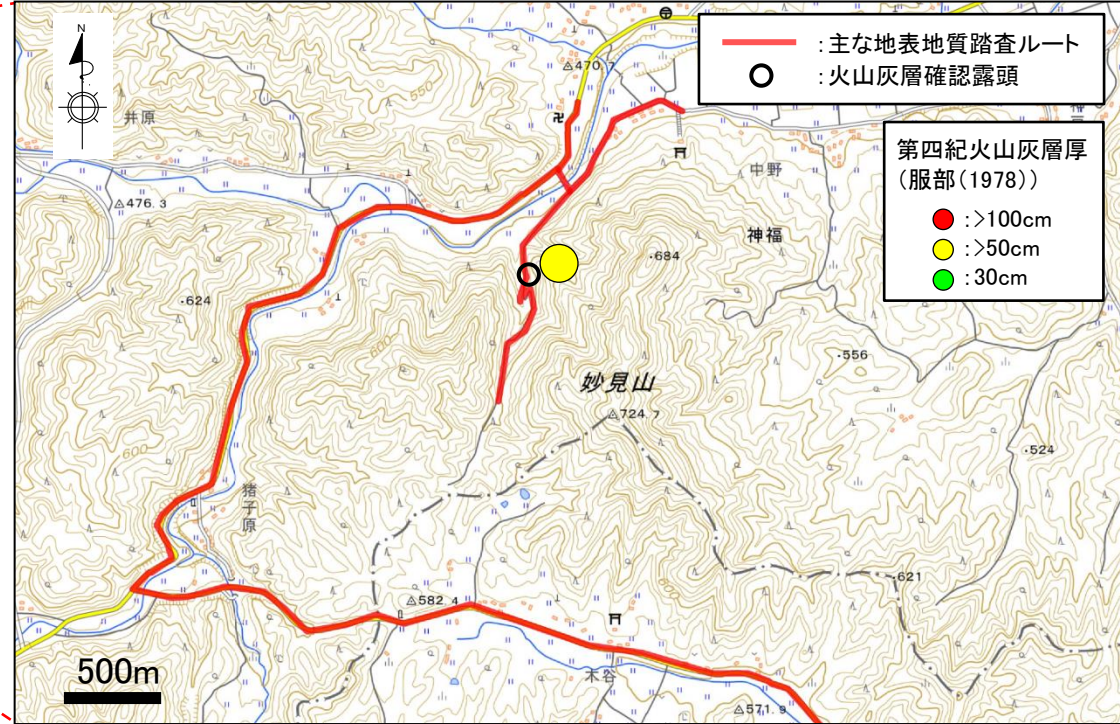 N
:主な地表地質踏査ルート
:火山灰層確認露頭
第四紀火山灰層厚
(服部(1978))
:>100cm
:>50cm
:30cm
470.7
550
井原
中野
476.3
神福
684
624
600
556
妙見山
724.7
600
524
猪子原
621
582.4
木谷
571.9
500m